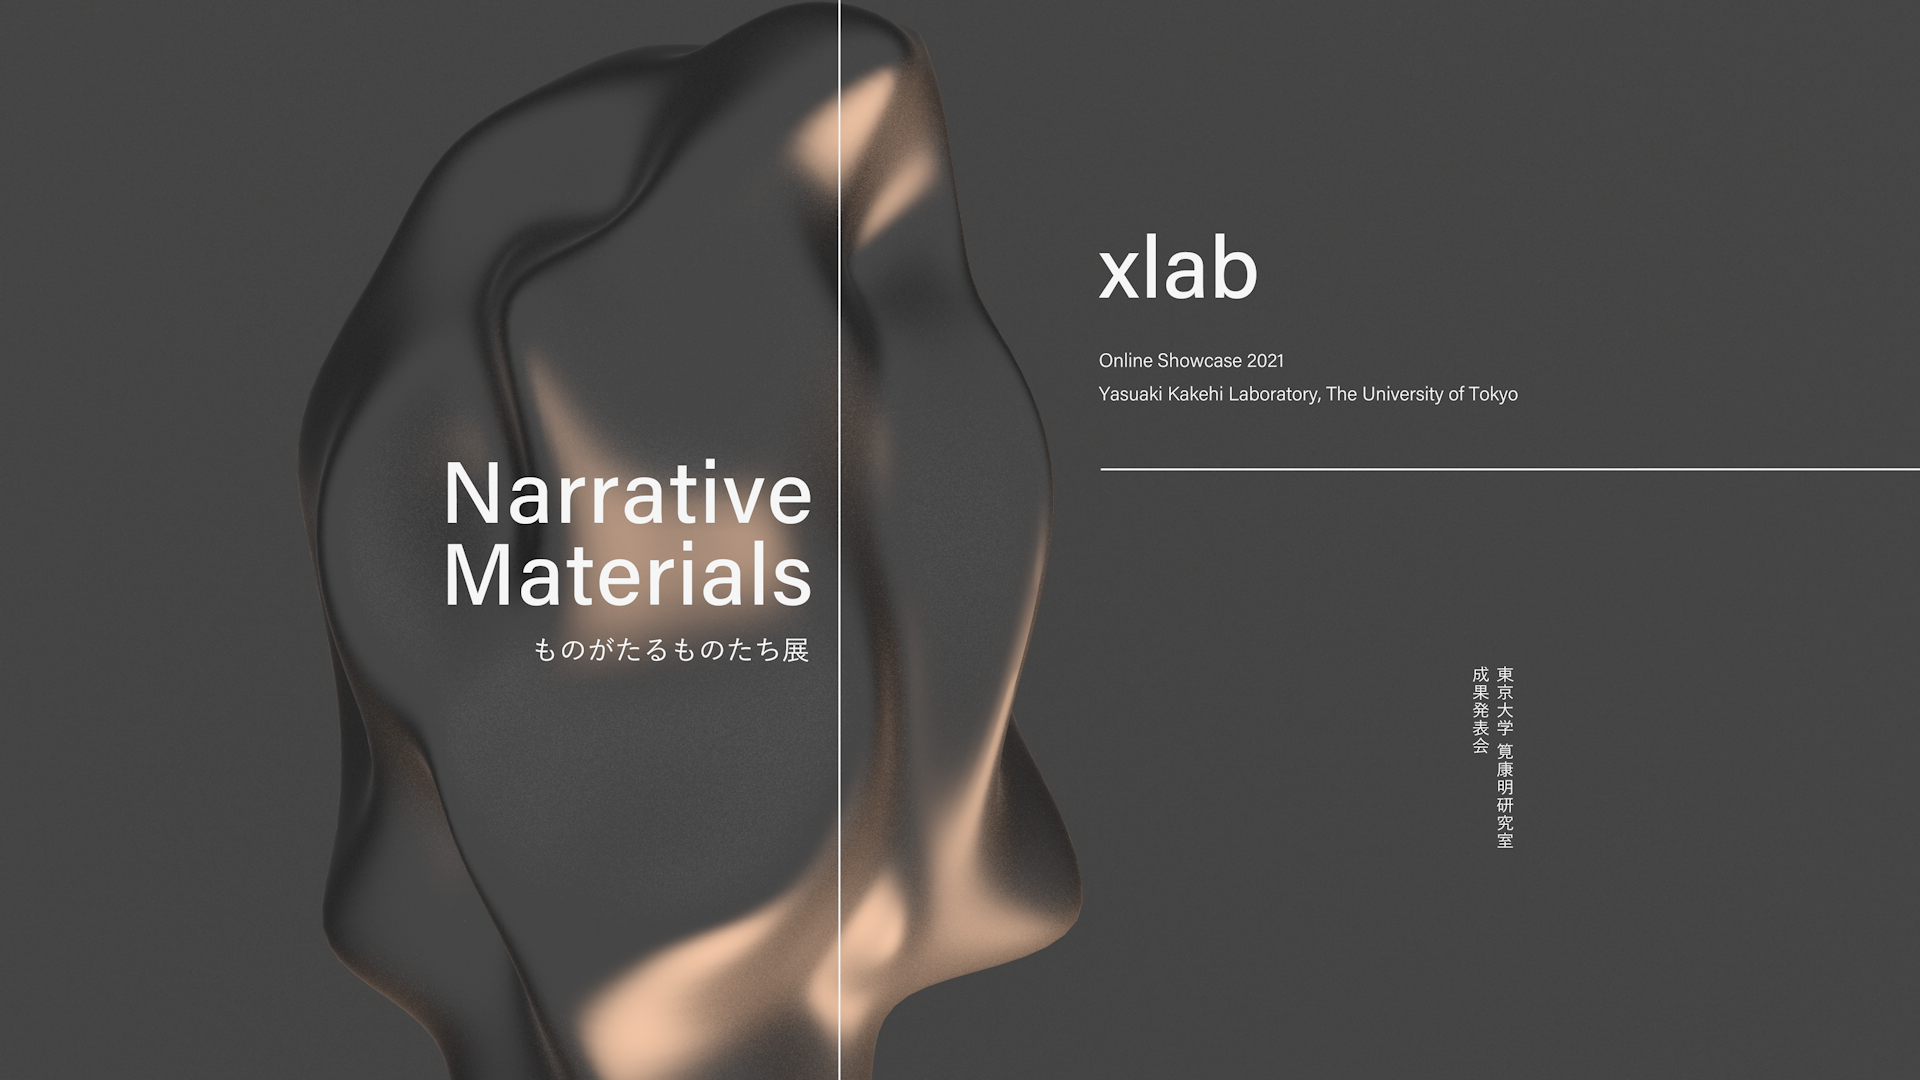 Narrative
Materials
ものがたるものたち展
xlab
Online Showcase 2021
Yasuaki Kakehi Laboratory, The University of Tokyo
東京大学 筧康明研究室
成果発表会